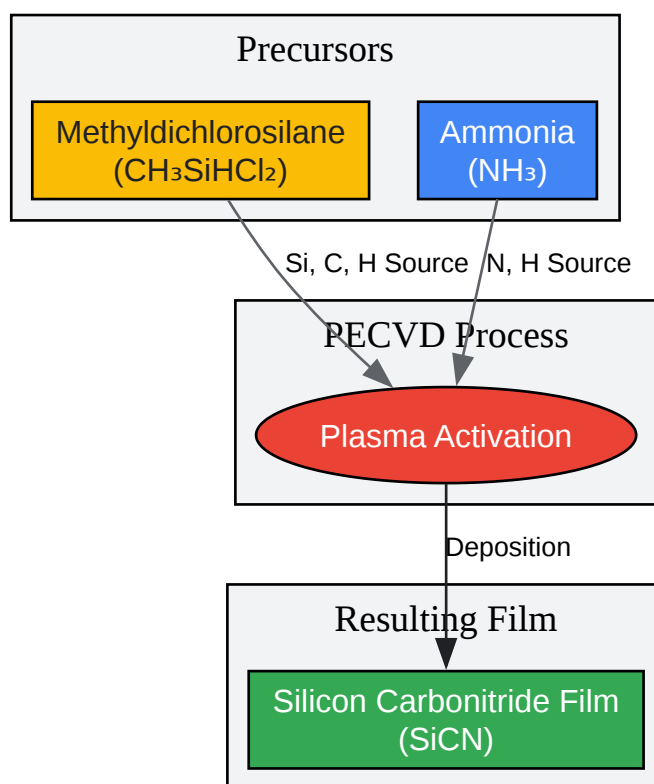 Precursors
Methyldichlorosilane
(CH₃SiHCl₂)
Ammonia
(NH₃)
Si, C, H Source
N, H Source
PECVD Process
Plasma Activation
Deposition
Resulting Film
Silicon Carbonitride Film
(SiCN)